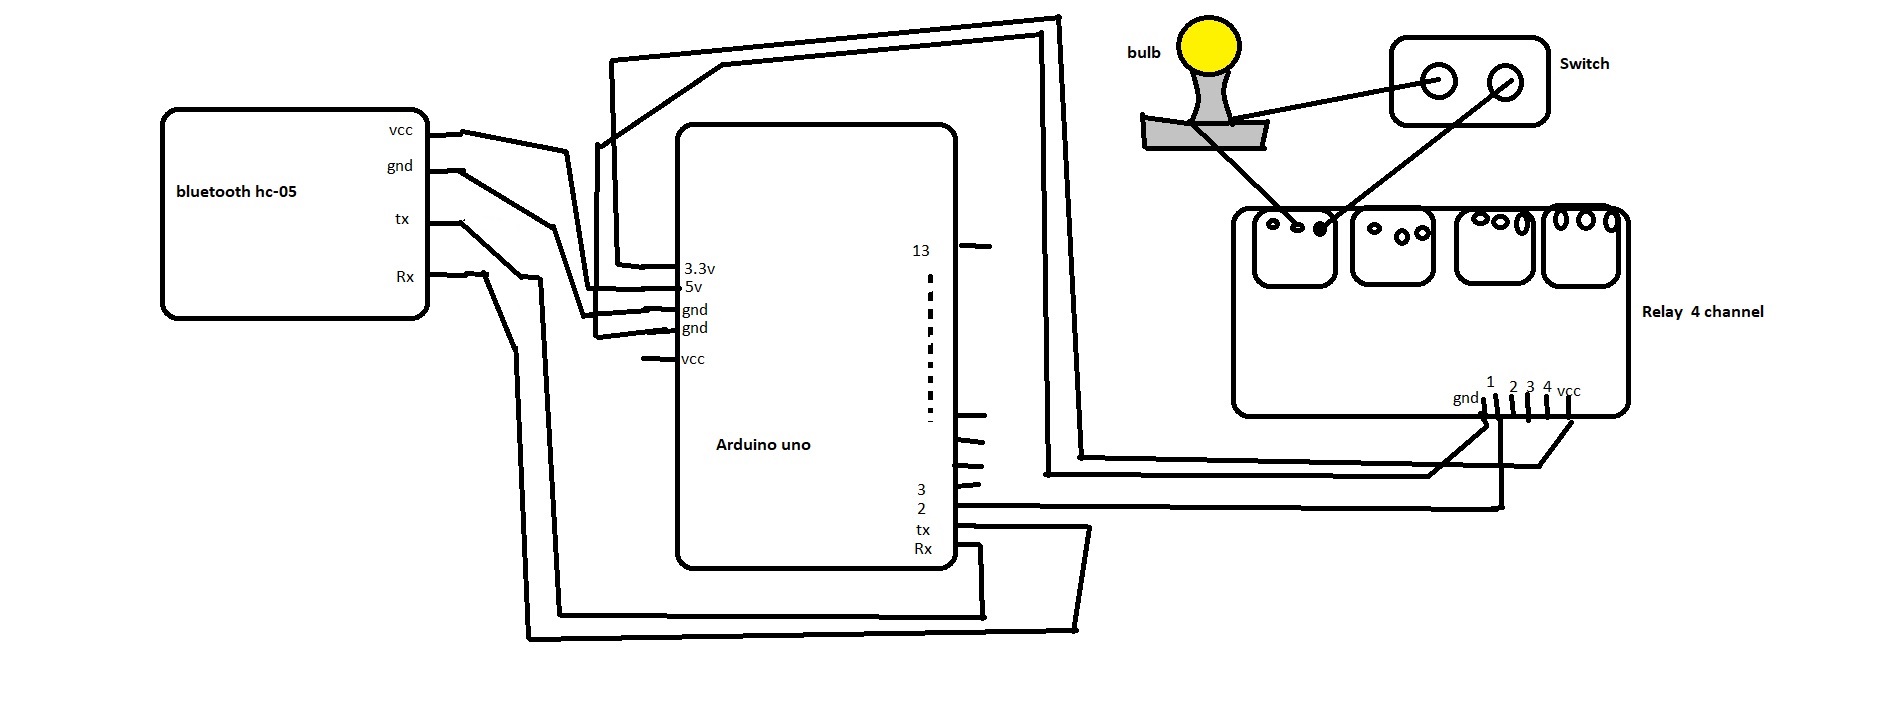 bulb
Switch
vcc
gnd
bluetooth hc-05
tx
Rx
13
3.3v
5v
gnd
gnd
vcc
Arduino uno
3
2
tx
Rx
Relay 4 channel
gnd 1 2 3 4 vcc